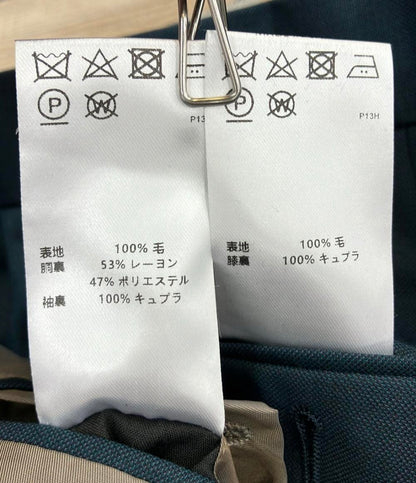 P
W
P13
表地 100% 毛
胴裏 53% レーヨン
47% ポリエステル
袖裏 100% キュプラ
P
W
P13H
表地 100% 毛
膝裏 100% キュプラ